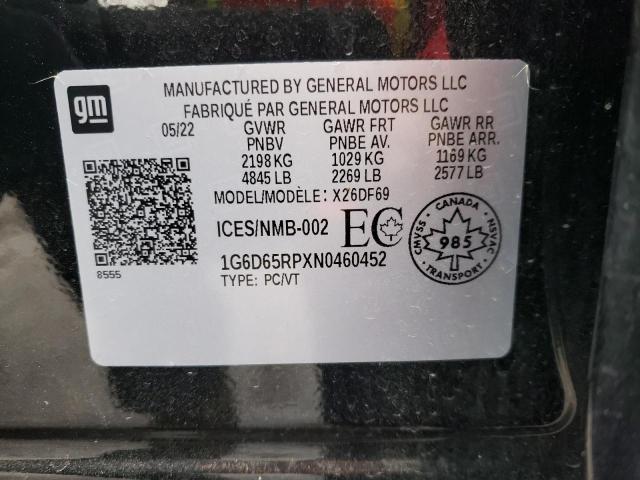 gm
MANUFACTURED BY GENERAL MOTORS LLC
FABRIQUÉ PAR GENERAL MOTORS LLC
05/22 GVWR GAWR FRT GAWR RR
PNBV PNBE AV. PNBE ARR.
2198 KG 1029 KG 1169 KG
4845 LB 2269 LB 2577 LB
MODEL/MODÈLE: X26DF69
ICES/NMB-002 EC
1G6D65RPXN0460452
TYPE: PC/VT
8555
CANADA
CMVSS 985 NSVAC
TRANSPORT